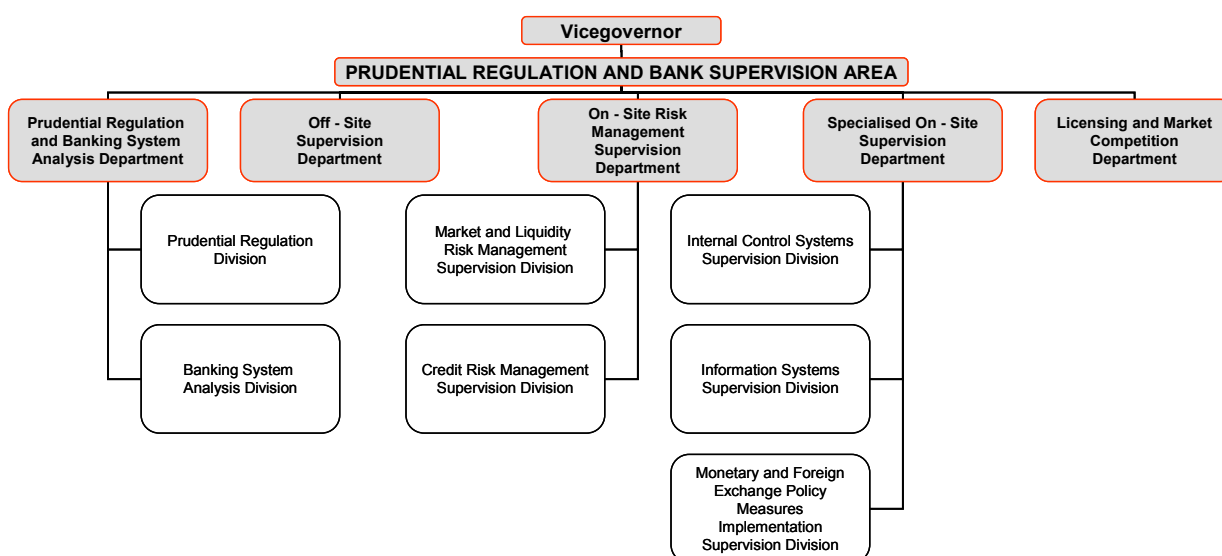 Vicegovernor
PRUDENTIAL REGULATION AND BANK SUPERVISION AREA
Prudential Regulation
and Banking System
Analysis Department
Off - Site
Supervision
Department
On - Site Risk
Management
Supervision
Department
Specialised On - Site
Supervision
Department
Licensing and Market
Competition
Department
Prudential Regulation
Division
Market and Liquidity
Risk Management
Supervision Division
Internal Control Systems
Supervision Division
Banking System
Analysis Division
Credit Risk Management
Supervision Division
Information Systems
Supervision Division
Monetary and Foreign
Exchange Policy
Measures
Implementation
Supervision Division